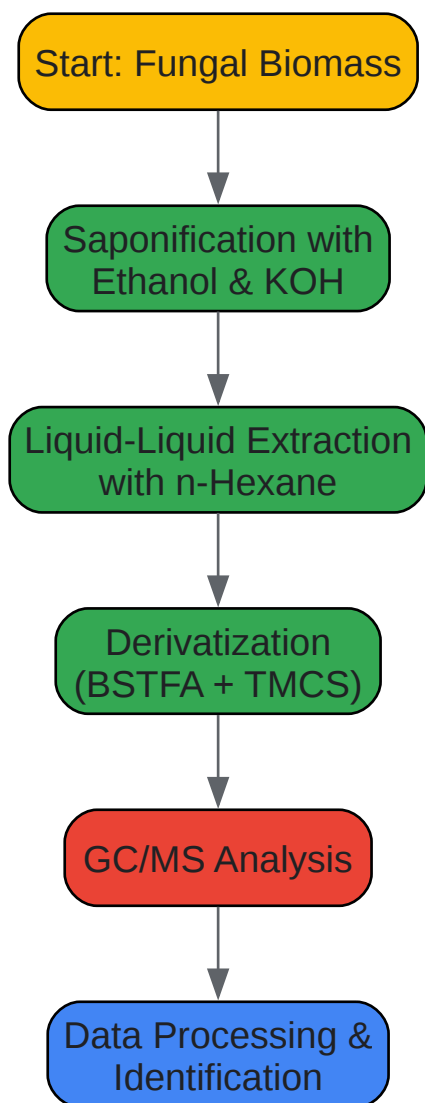 Start: Fungal Biomass
Saponification with
Ethanol & KOH
Liquid-Liquid Extraction
with n-Hexane
Derivatization
(BSTFA + TMCS)
GC/MS Analysis
Data Processing &
Identification